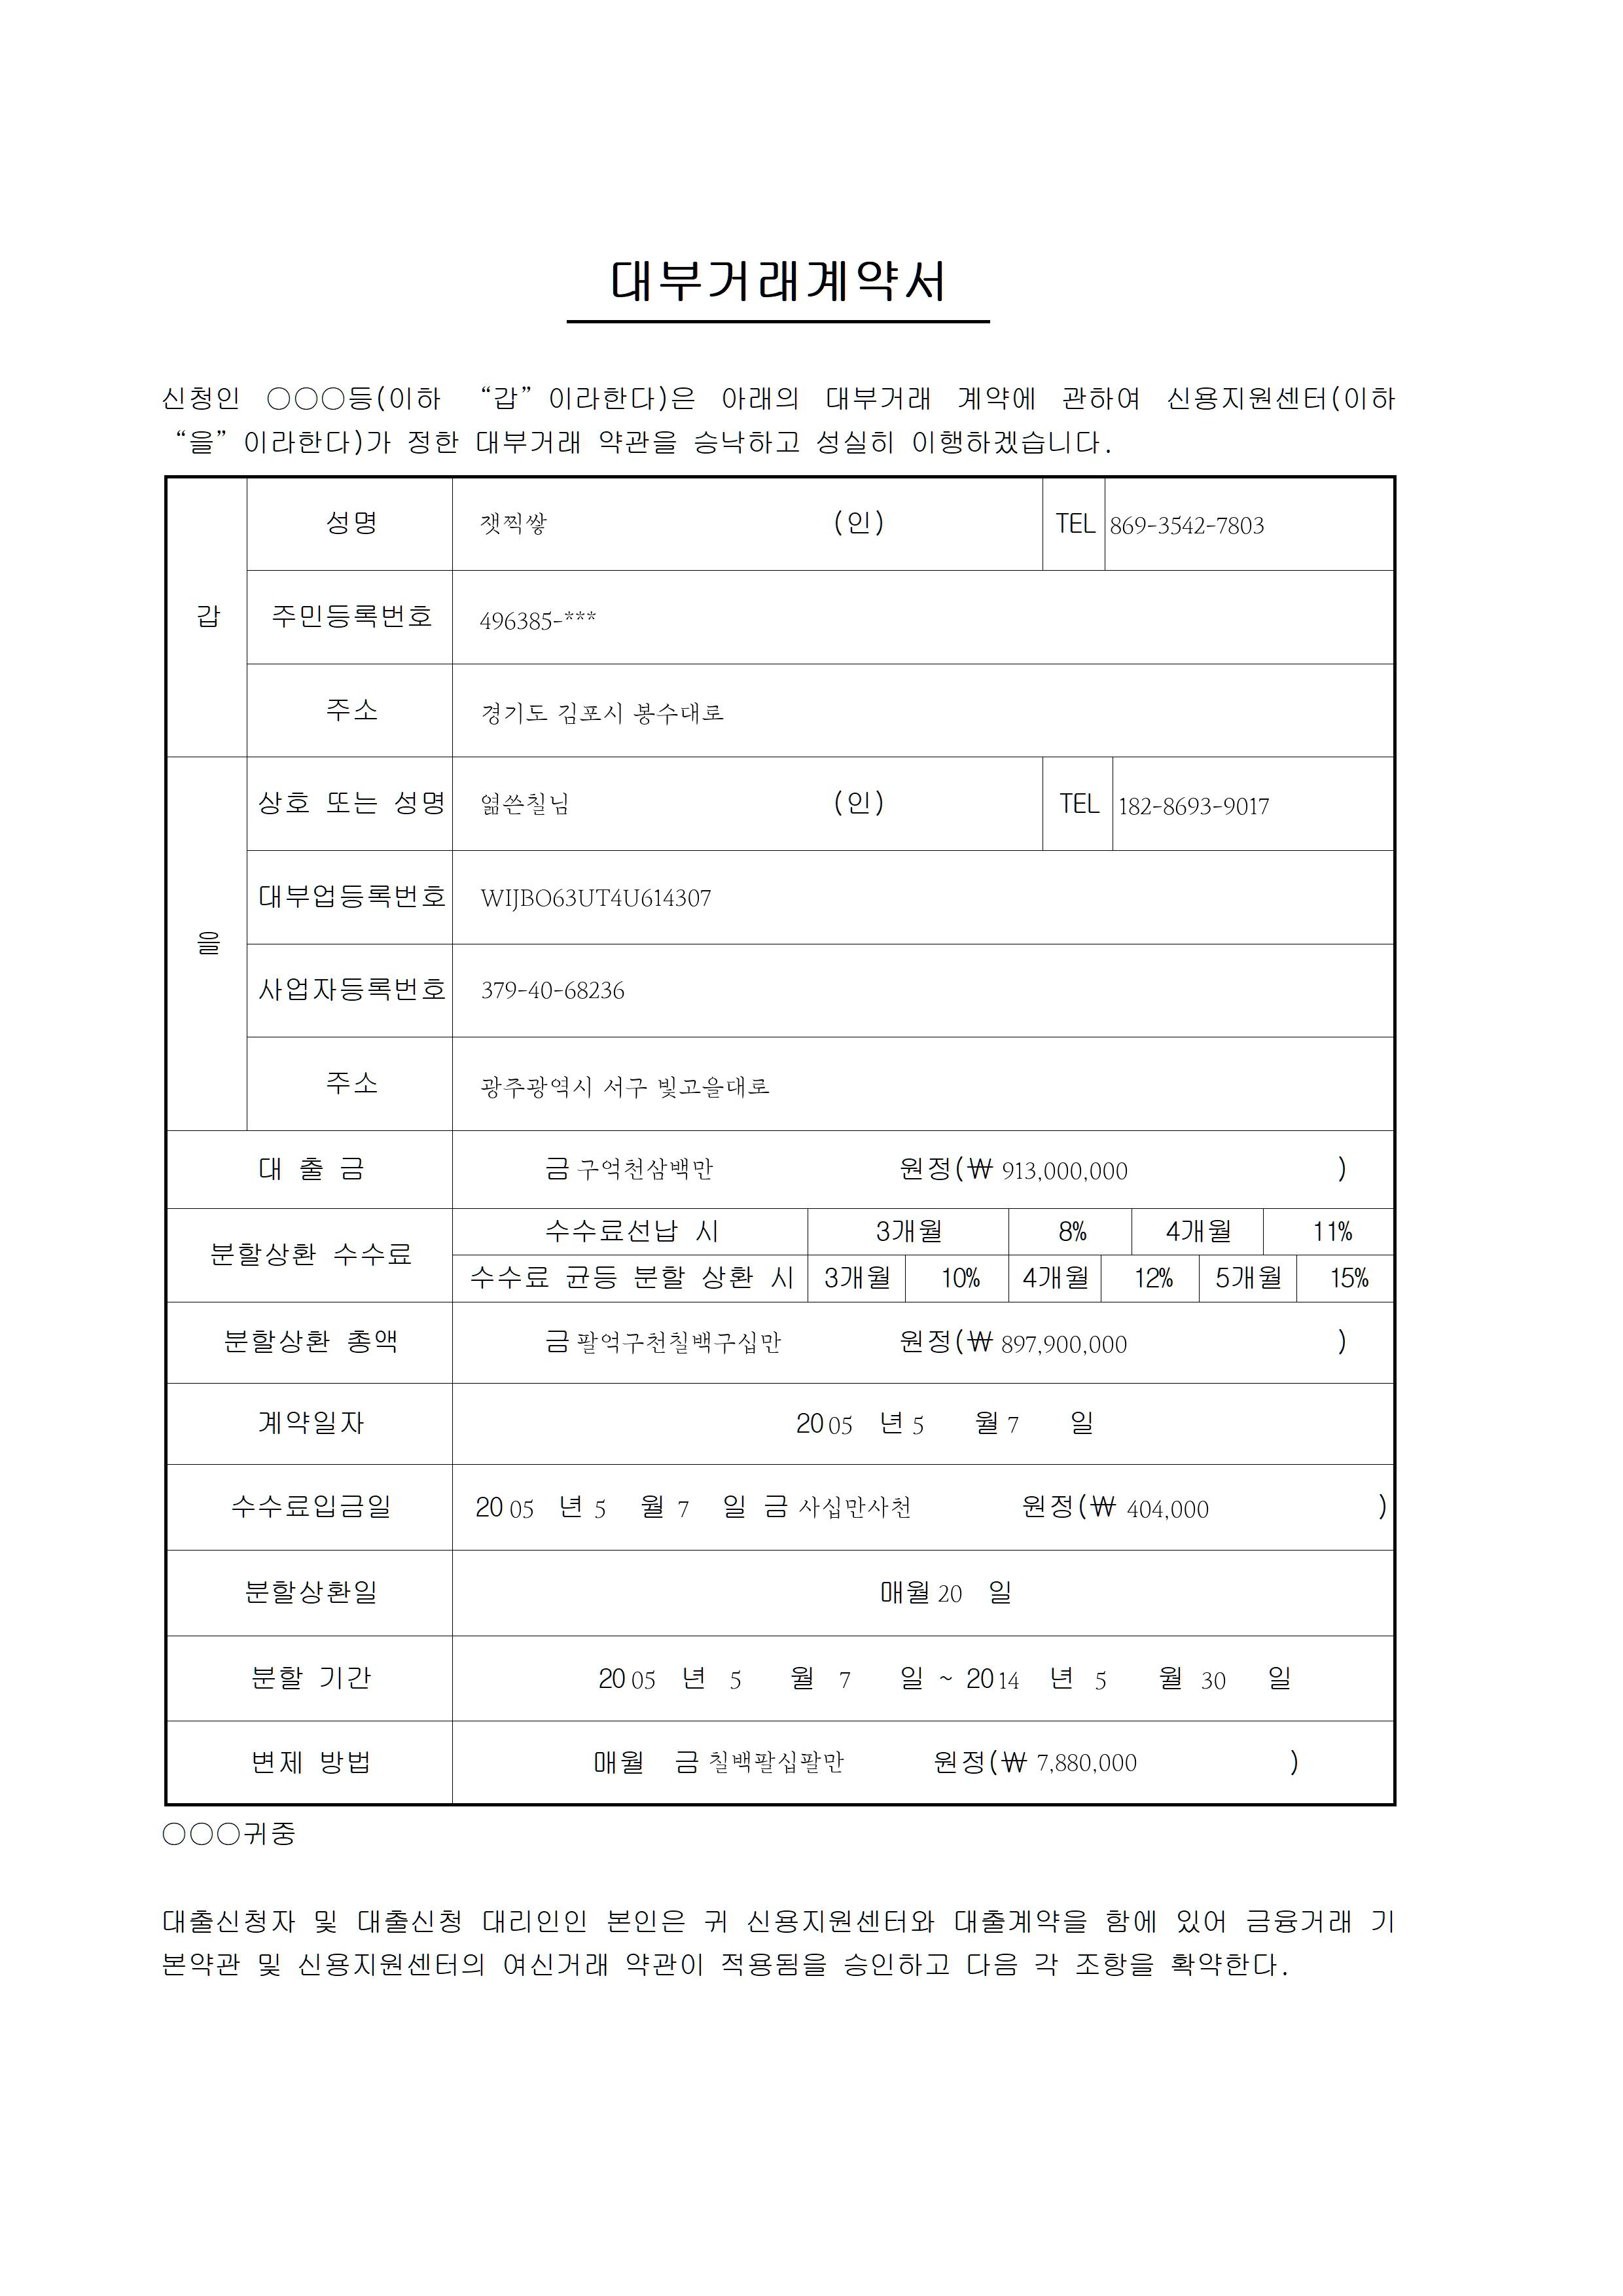 대부거래계약서
신청인 ○○○등(이하 “갑”이라한다)은 아래의 대부거래 계약에 관하여 신용지원센터(이하
“을”이라한다)가 정한 대부거래 약관을 승낙하고 성실히 이행하겠습니다.
갑
성명 잿찍쌓 (인) TEL 869-3542-7803
주민등록번호 496385-***
주소 경기도 김포시 봉수대로
을
상호 또는 성명 엶쓴칠님 (인) TEL 182-8693-9017
대부업등록번호 WIJBO63UT4U614307
사업자등록번호 379-40-68236
주소 광주광역시 서구 빛고을대로
대 출 금 금 구억천삼백만 원정(₩ 913,000,000 )
분할상환 수수료
수수료선납 시 3개월 8% 4개월 11%
수수료 균등 분할 상환 시 3개월 10% 4개월 12% 5개월 15%
분할상환 총액 금 팔억구천칠백구십만 원정(₩ 897,900,000 )
계약일자 2005 년 5 월 7 일
수수료입금일 2005 년 5 월 7 일 금 사십만사천 원정(₩ 404,000 )
분할상환일 매월 20 일
분할 기간 2005 년 5 월 7 일 ~ 2014 년 5 월 30 일
변제 방법 매월 금 칠백팔십팔만 원정(₩ 7,880,000 )
○○○귀중
대출신청자 및 대출신청 대리인인 본인은 귀 신용지원센터와 대출계약을 함에 있어 금융거래 기
본약관 및 신용지원센터의 여신거래 약관이 적용됨을 승인하고 다음 각 조항을 확약한다.